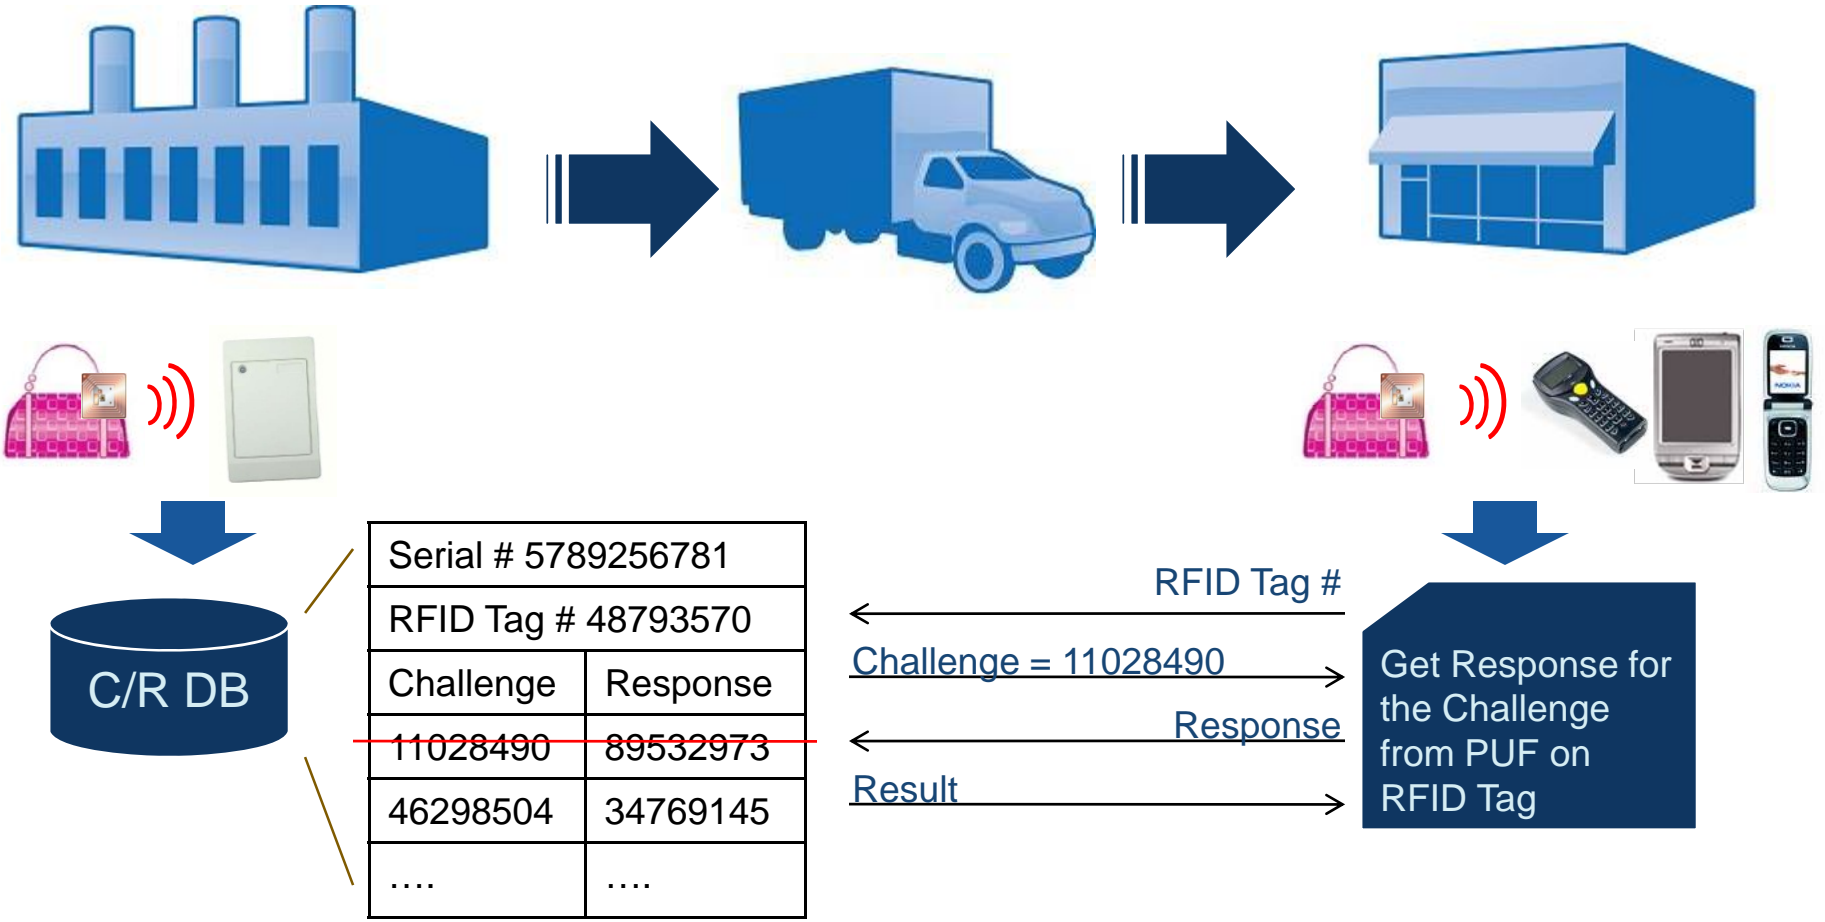 NOKIA
Serial # 5789256781
RFID Tag # 48793570
Challenge Response
11028490 89532973
46298504 34769145
…. ….
C/R DB
RFID Tag #
Challenge = 11028490
Response
Result
Get Response for
the Challenge
from PUF on
RFID Tag